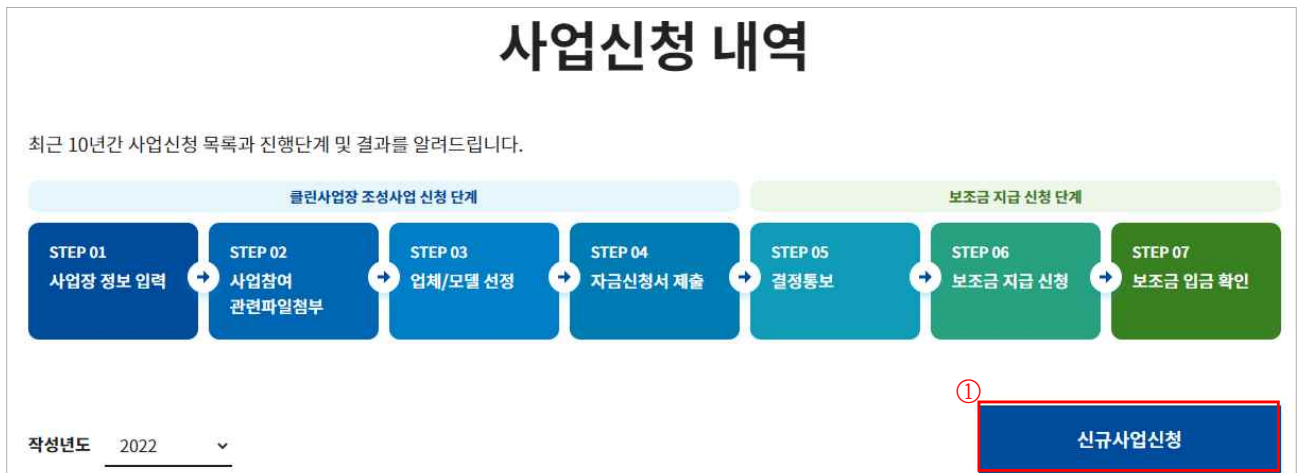 사업신청 내역
최근 10년간 사업신청 목록과 진행단계 및 결과를 알려드립니다.
클린사업장 조성사업 신청 단계
보조금 지급 신청 단계
STEP 01
사업장 정보 입력
STEP 02
사업참여
관련파일첨부
STEP 03
업체/모델 선정
STEP 04
자금신청서 제출
STEP 05
결정통보
STEP 06
보조금 지급 신청
STEP 07
보조금 입금 확인
①
작성년도 2022
신규사업신청